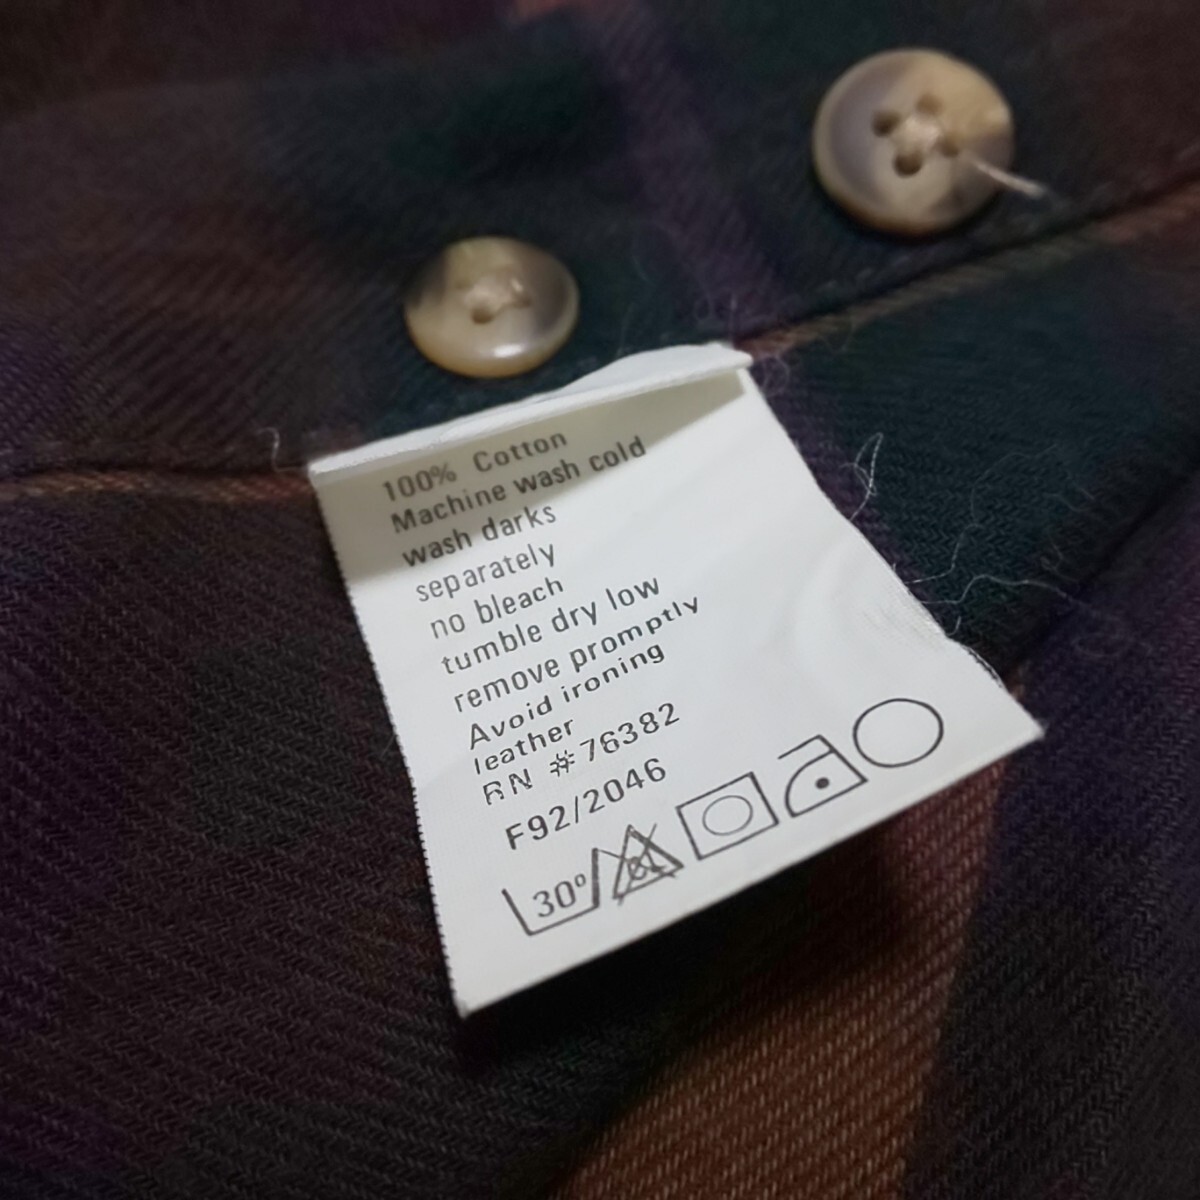 100% Cotton
Machine wash cold
wash darks
separately
no bleach
tumble dry low
remove promptly
Avoid ironing
leather
RN #76382
F92/2046
30° CL